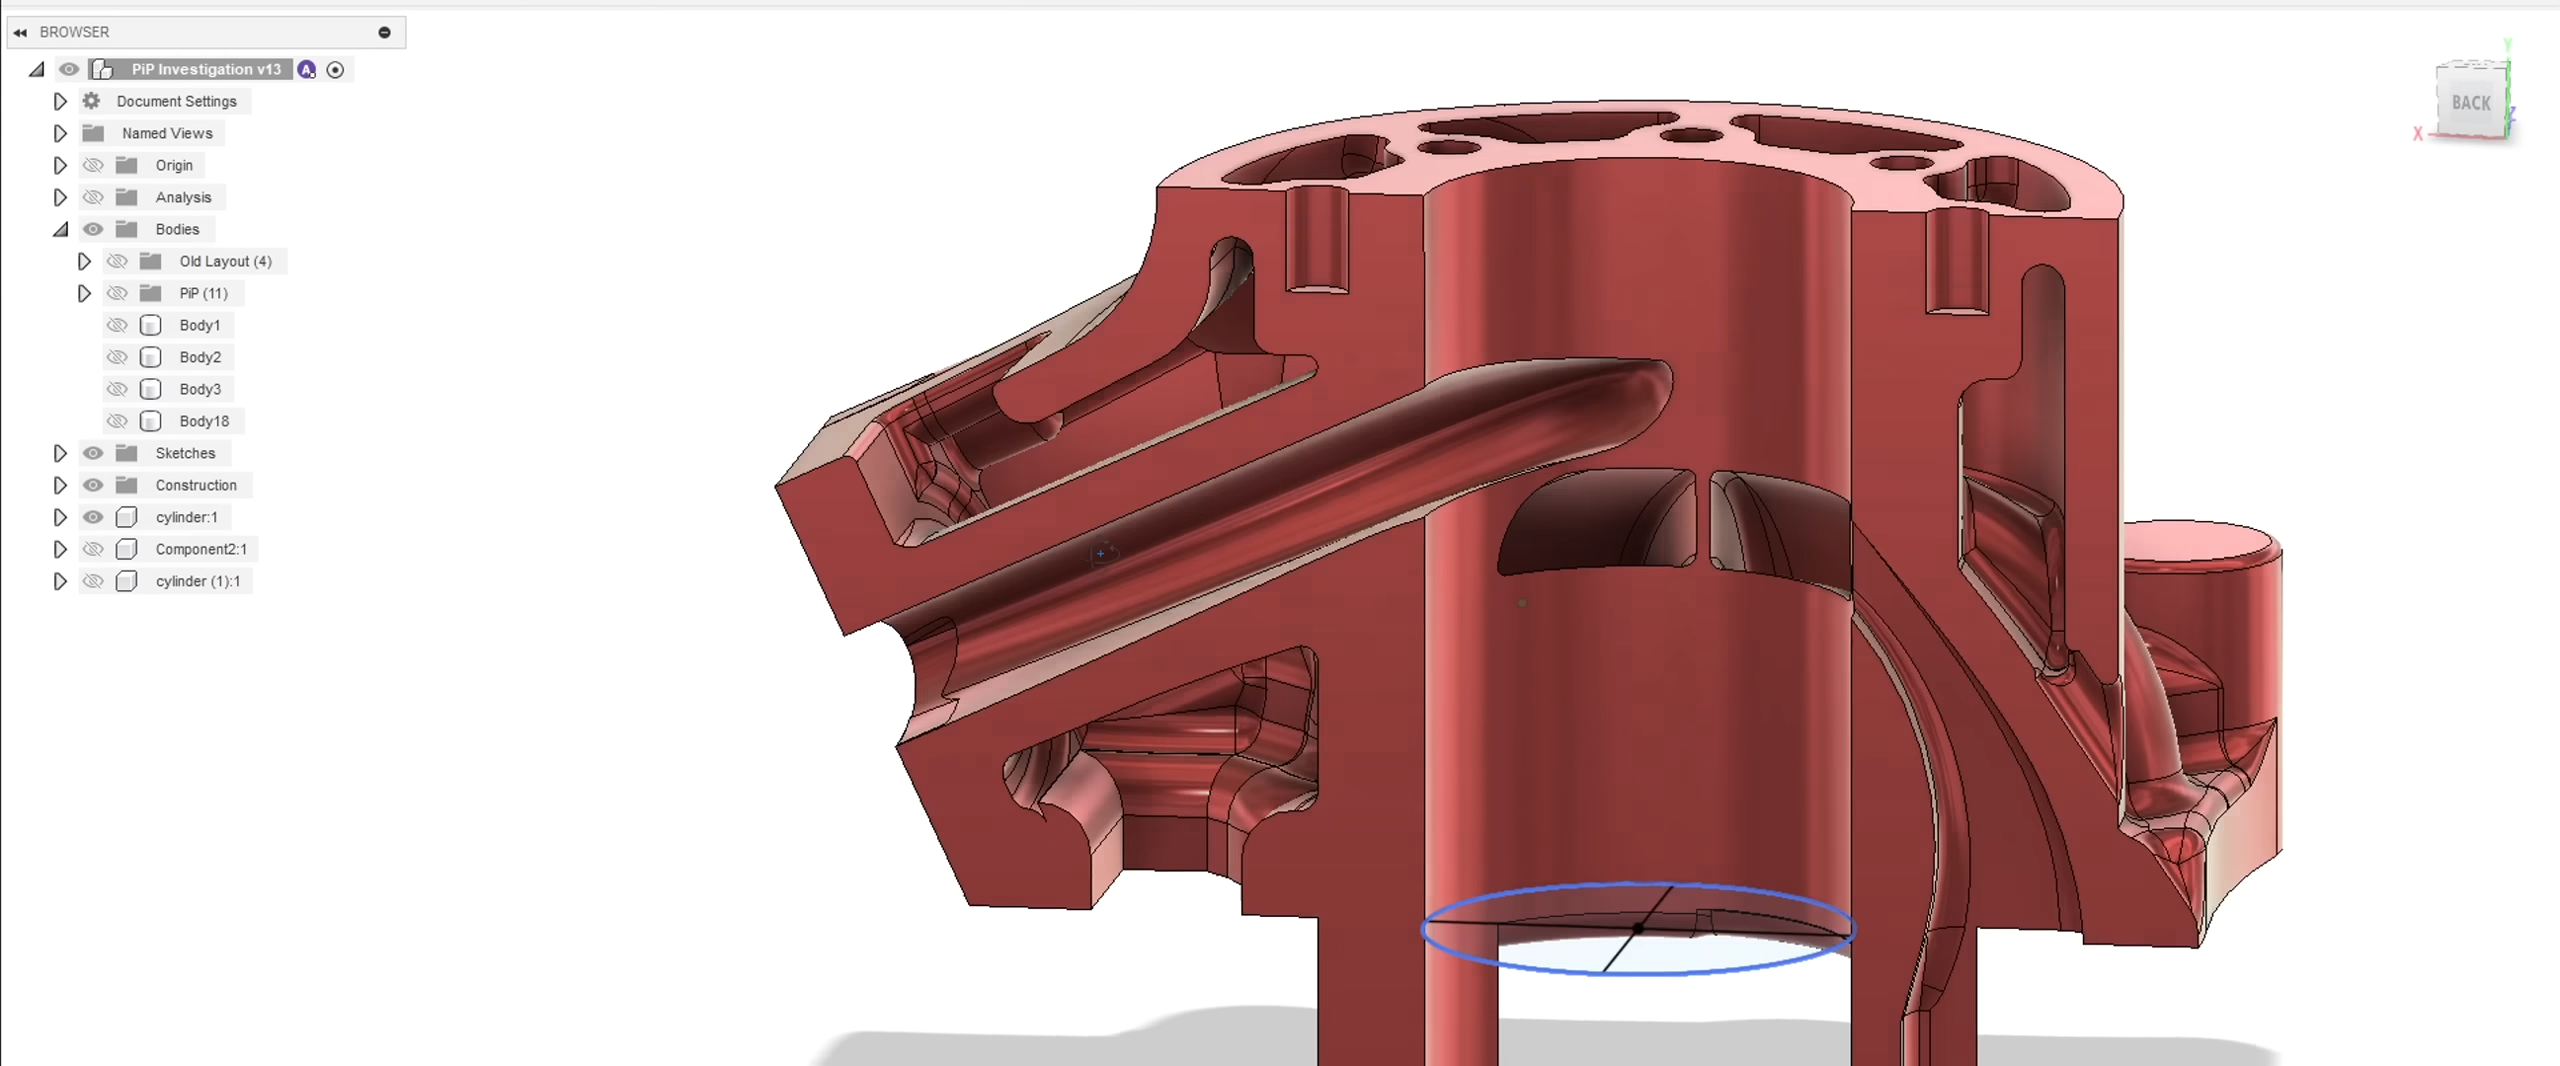 BROWSER
PiP Investigation v13 A
Document Settings
Named Views
Origin
Analysis
Bodies
Old Layout (4)
PiP (11)
Body1
Body2
Body3
Body18
Sketches
Construction
cylinder:1
Component2:1
cylinder (1):1
Y
BACK
Z
X